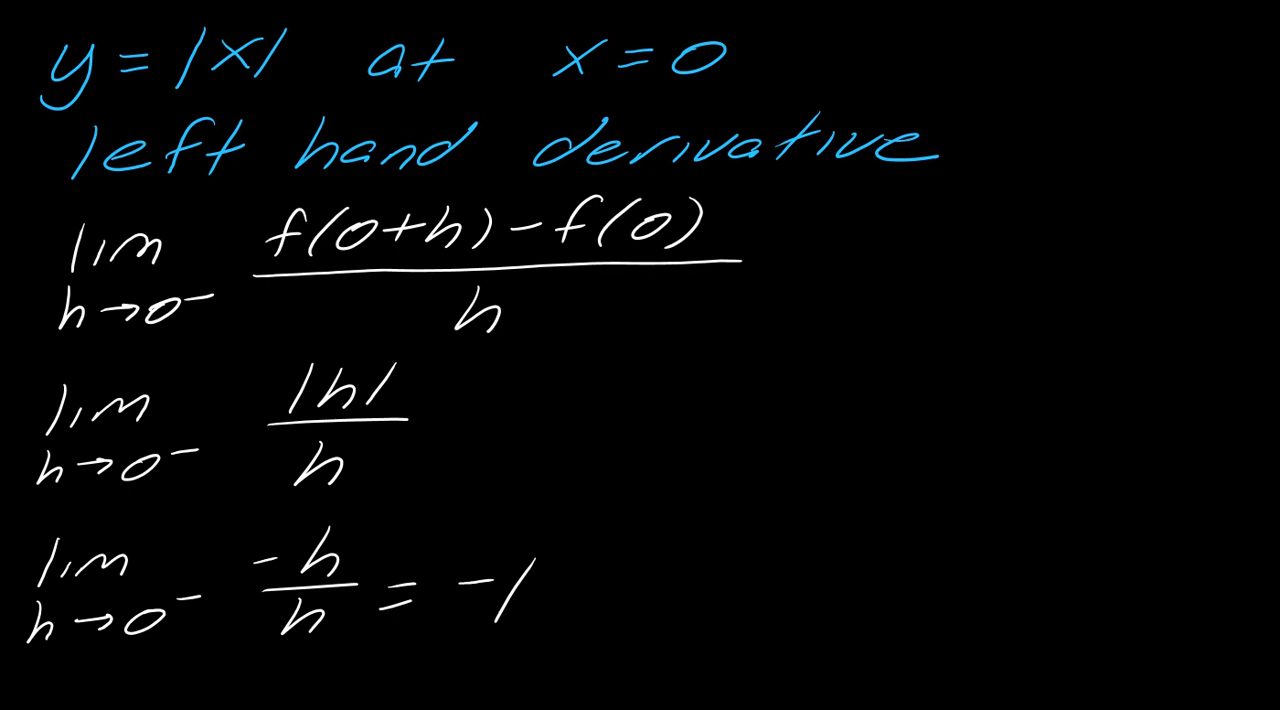 y = |x| at x = 0
left hand derivative
lim f(0+h) - f(0)
h→0⁻ h
lim |h|
h→0⁻ h
lim -h = -1
h→0⁻ h